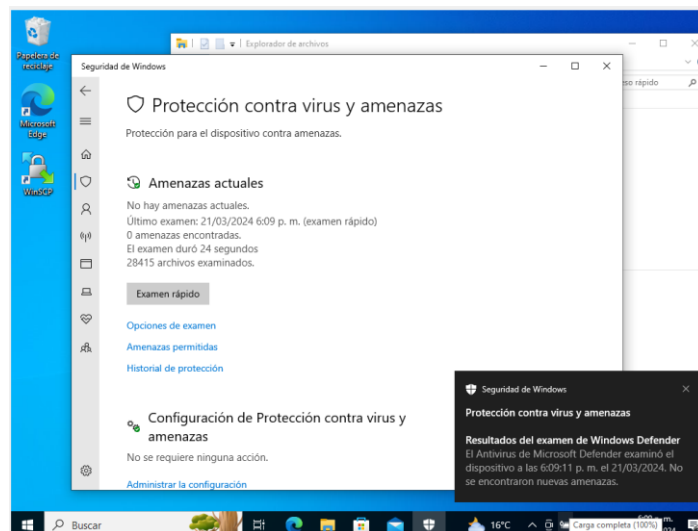 Papelera de
reciclaje
Microsoft
Edge
WinSCP
Explorador de archivos
Seguridad de Windows
Protección contra virus y amenazas
Protección para el dispositivo contra amenazas.
Amenazas actuales
No hay amenazas actuales.
Último examen: 21/03/2024 6:09 p. m. (examen rápido)
0 amenazas encontradas.
El examen duró 24 segundos
28415 archivos examinados.
Examen rápido
Opciones de examen
Amenazas permitidas
Historial de protección
Configuración de Protección contra virus y
amenazas
No se requiere ninguna acción.
Administrar la configuración
rápido
Seguridad de Windows
Protección contra virus y amenazas
Resultados del examen de Windows Defender
El Antivirus de Microsoft Defender examinó el
dispositivo a las 6:09:11 p. m. el 21/03/2024. No
se encontraron nuevas amenazas.
Buscar
16°C
Carga completa (100%)